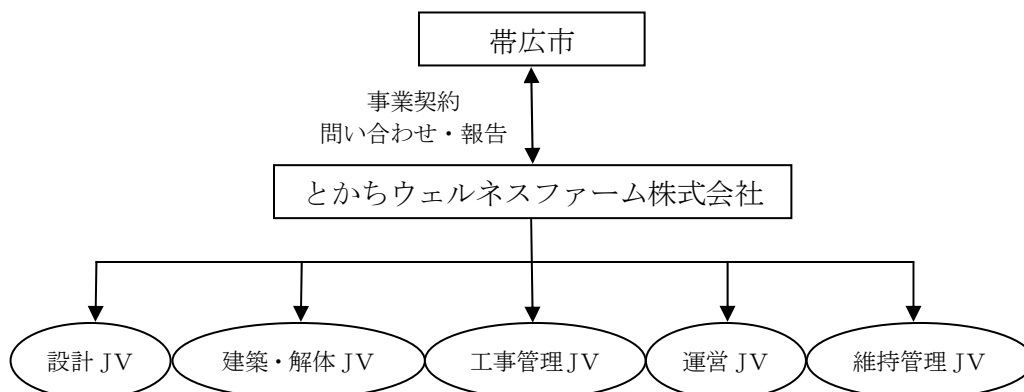 帯広市
事業契約
問い合わせ・報告
とかちウェルネスファーム株式会社
設計 JV
建築・解体 JV
工事管理 JV
運営 JV
維持管理 JV